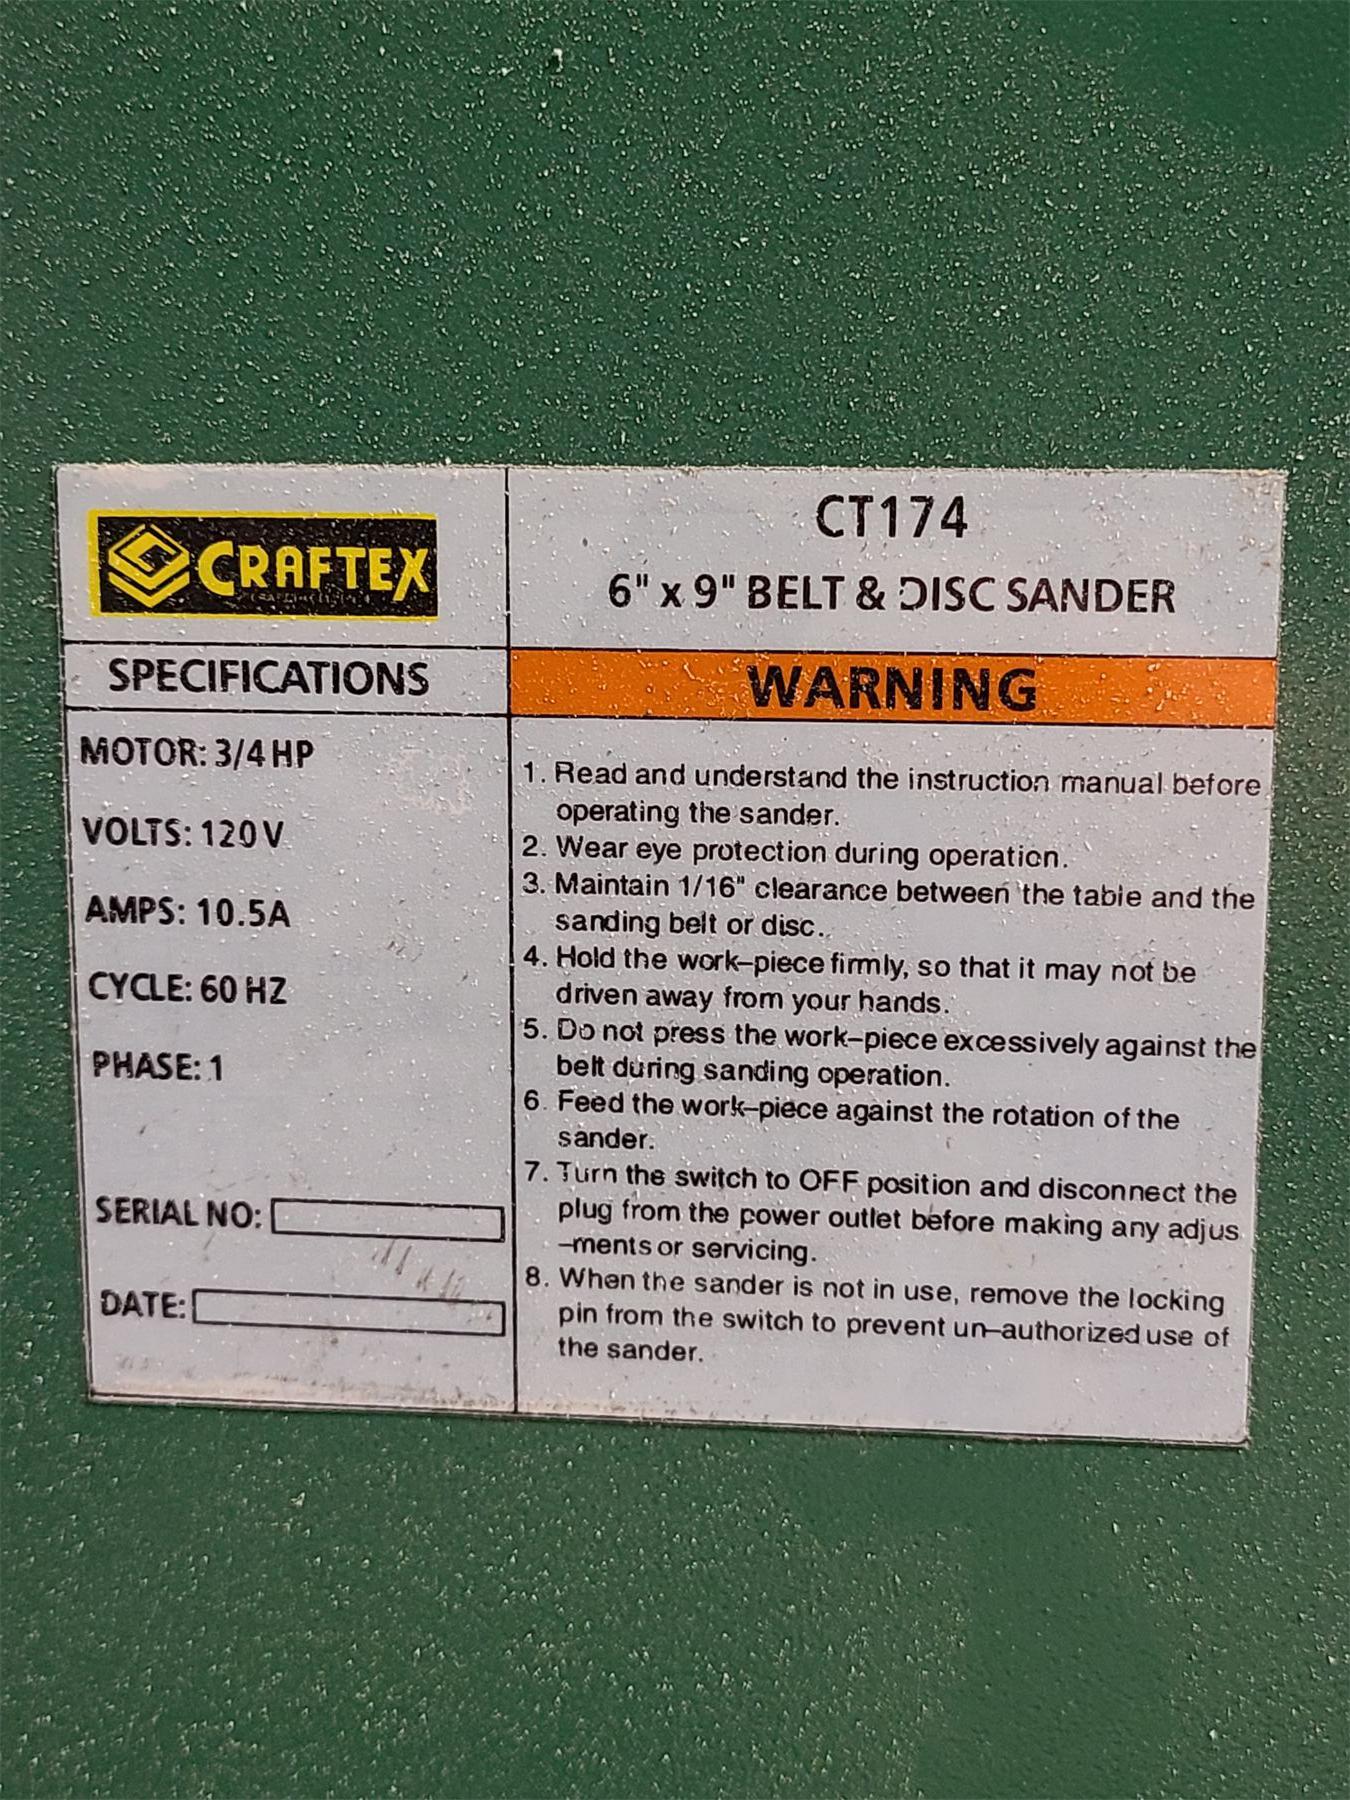 CRAFTEX
CT174
6" x 9" BELT & DISC SANDER
SPECIFICATIONS
MOTOR: 3/4 HP
VOLTS: 120 V
AMPS: 10.5A
CYCLE: 60 HZ
PHASE: 1
SERIAL NO:
DATE:
WARNING
1. Read and understand the instruction manual before
operating the sander.
2. Wear eye protection during operation.
3. Maintain 1/16" clearance between the table and the
sanding belt or disc.
4. Hold the work-piece firmly, so that it may not be
driven away from your hands.
5. Do not press the work-piece excessively against the
belt during sanding operation.
6. Feed the work-piece against the rotation of the
sander.
7. Turn the switch to OFF position and disconnect the
plug from the power outlet before making any adjus
-ments or servicing.
8. When the sander is not in use, remove the locking
pin from the switch to prevent un-authorized use of
the sander.